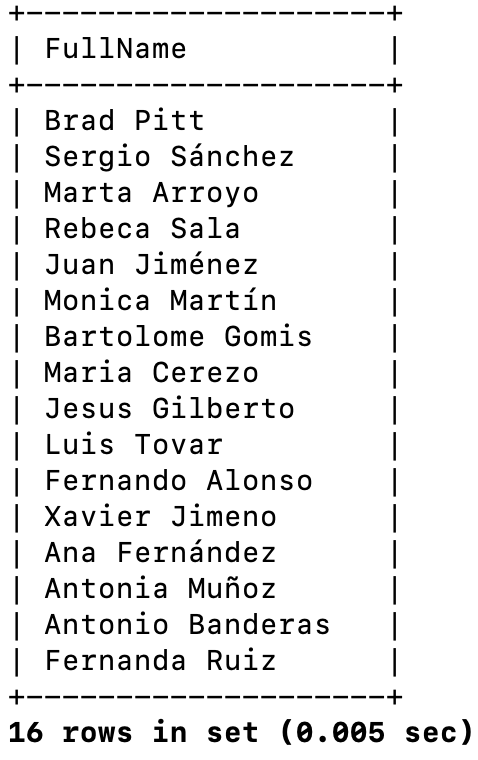 +--------------------+
| FullName           |
+--------------------+
| Brad Pitt          |
| Sergio Sánchez     |
| Marta Arroyo       |
| Rebeca Sala        |
| Juan Jiménez       |
| Monica Martín      |
| Bartolome Gomis    |
| Maria Cerezo       |
| Jesus Gilberto     |
| Luis Tovar         |
| Fernando Alonso    |
| Xavier Jimeno      |
| Ana Fernández      |
| Antonia Muñoz      |
| Antonio Banderas   |
| Fernanda Ruiz      |
+--------------------+
16 rows in set (0.005 sec)